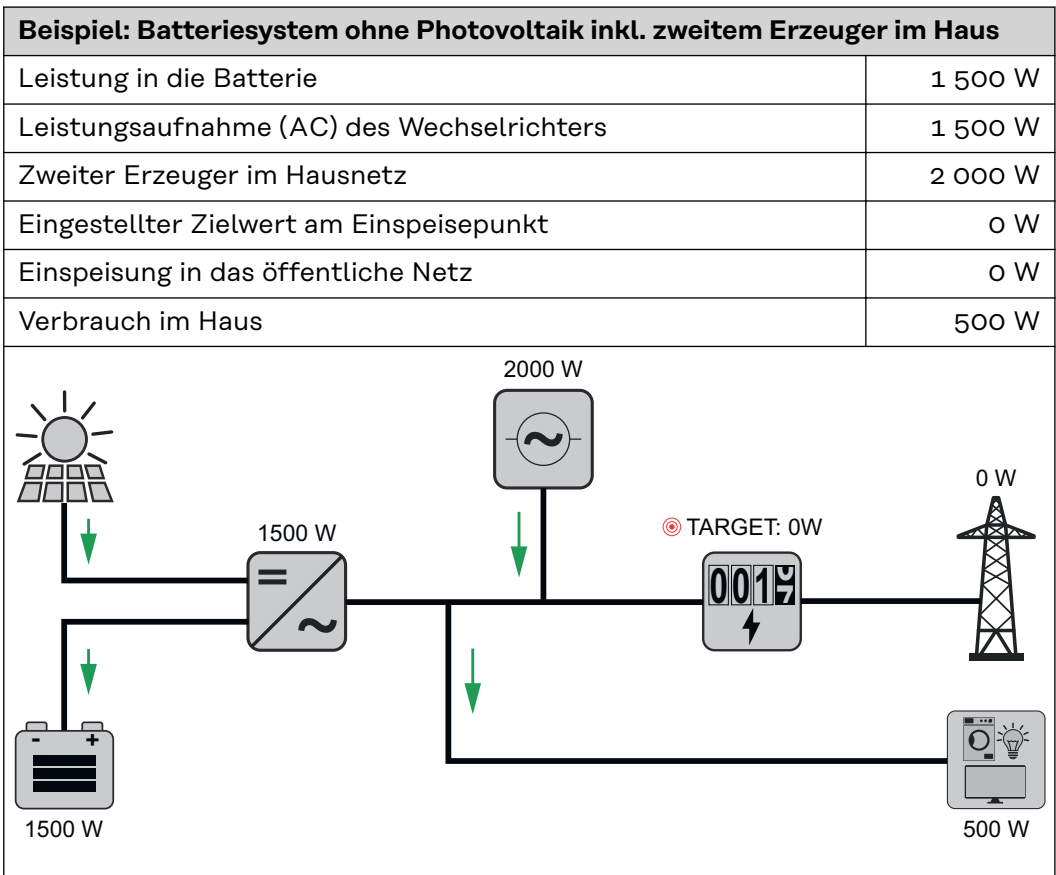 Beispiel: Batteriesystem ohne Photovoltaik inkl. zweitem Erzeuger im Haus
Leistung in die Batterie 1 500 W
Leistungsaufnahme (AC) des Wechselrichters 1 500 W
Zweiter Erzeuger im Hausnetz 2 000 W
Eingestellter Zielwert am Einspeisepunkt 0 W
Einspeisung in das öffentliche Netz 0 W
Verbrauch im Haus 500 W
2000 W
0 W
1500 W
TARGET: 0W
001
- +
1500 W
500 W